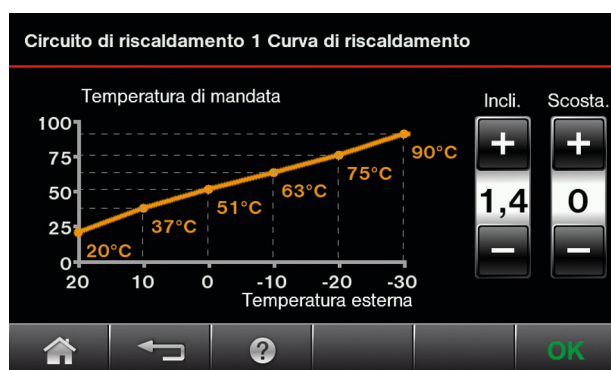 Circuito di riscaldamento 1 Curva di riscaldamento
Temperatura di mandata
Incli. Scosta.
100
75
50
25
0
20°C
37°C
51°C
63°C
75°C
90°C
20 10 0 -10 -20 -30
Temperatura esterna
+ +
1,4 0
− −
?
OK